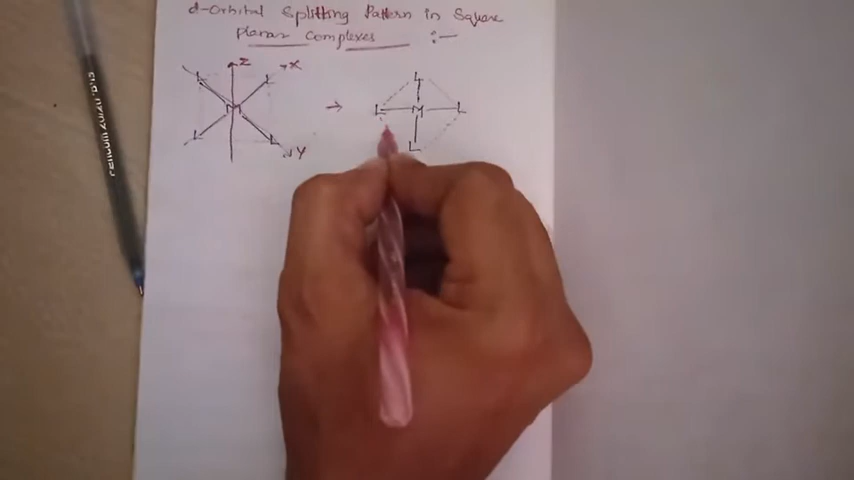 d-Orbital Splitting Pattern in Square
Planar Complexes :-
L Z L X
M
L L Y
→
L
L M L
L